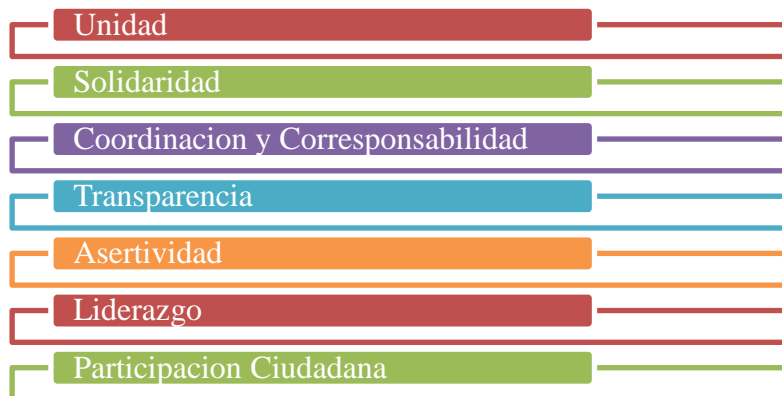 Unidad
Solidaridad
Coordinacion y Corresponsabilidad
Transparencia
Asertividad
Liderazgo
Participacion Ciudadana